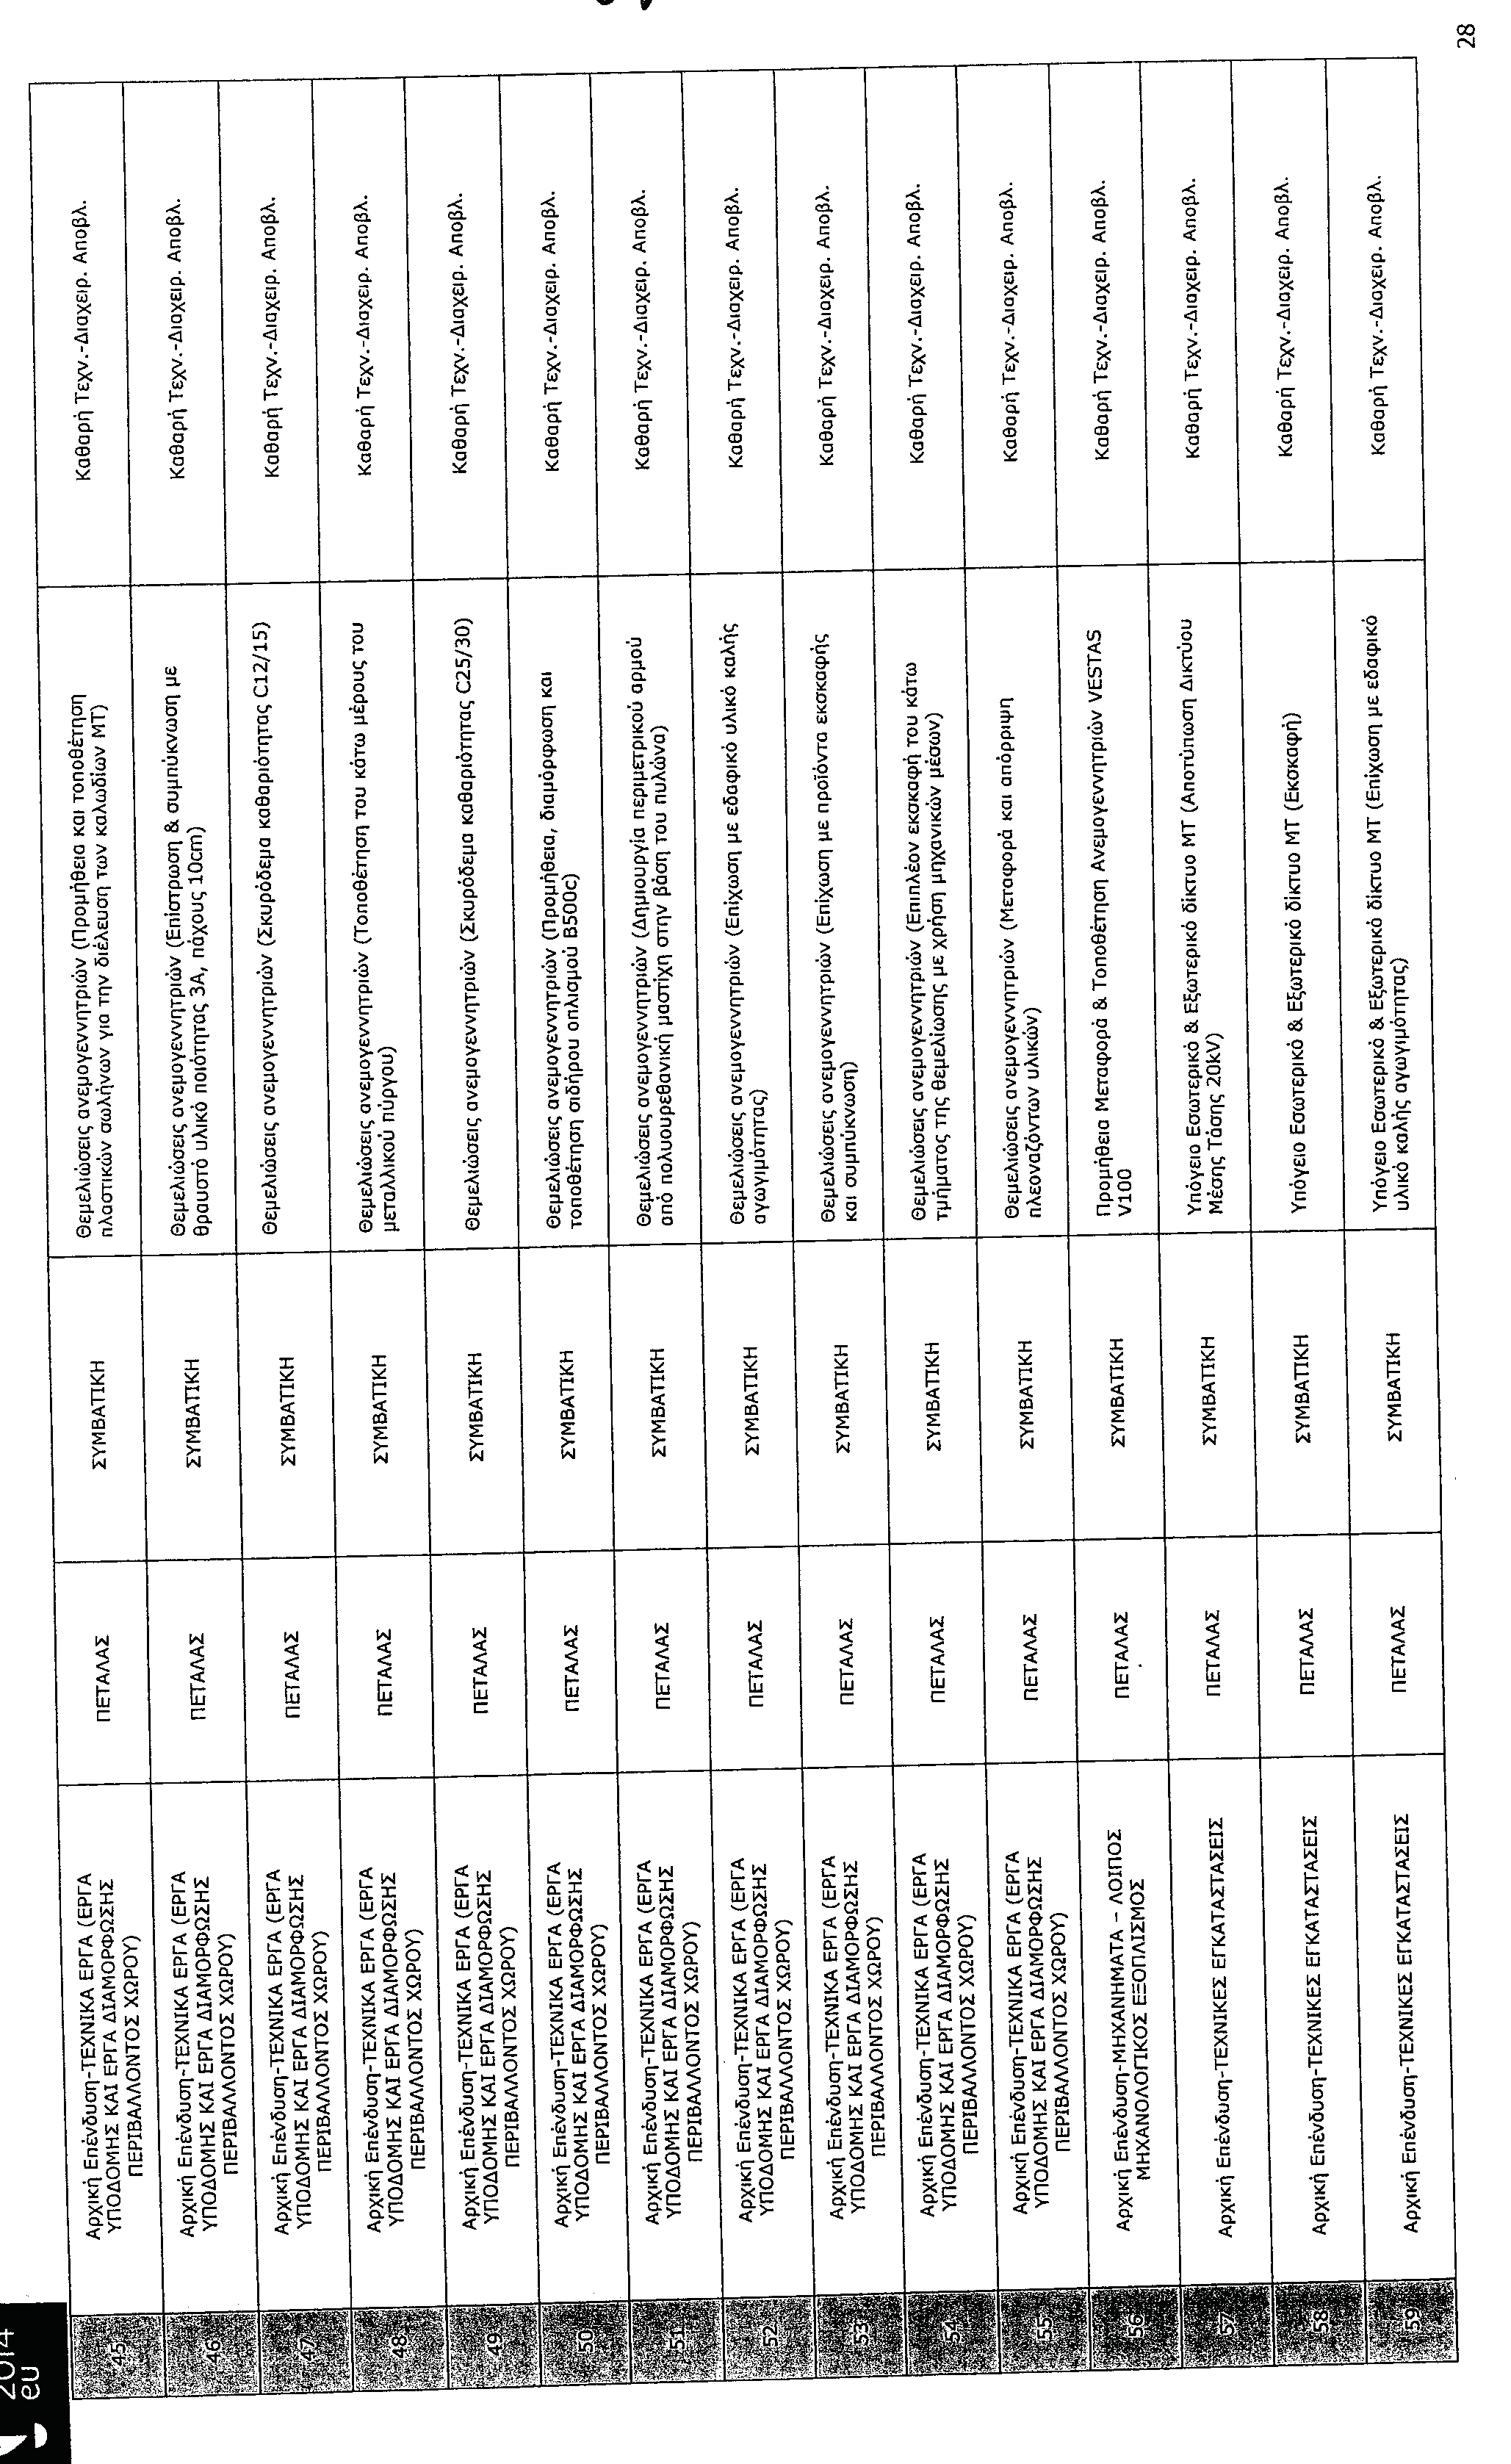 2014
eu
45
Αρχική Επένδυση-ΤΕΧΝΙΚΑ ΕΡΓΑ (ΕΡΓΑ
ΥΠΟΔΟΜΗΣ ΚΑΙ ΕΡΓΑ ΔΙΑΜΟΡΦΩΣΗΣ
ΠΕΡΙΒΑΛΛΟΝΤΟΣ ΧΩΡΟΥ)
ΠΕΤΑΛΑΣ
ΣΥΜΒΑΤΙΚΗ
Θεμελιώσεις ανεμογεννητριών (Προμήθεια και τοποθέτηση
πλαστικών σωλήνων για την διέλευση των καλωδίων ΜΤ)
Καθαρή Τεχν.-Διαχειρ. Αποβλ.
46
Αρχική Επένδυση-ΤΕΧΝΙΚΑ ΕΡΓΑ (ΕΡΓΑ
ΥΠΟΔΟΜΗΣ ΚΑΙ ΕΡΓΑ ΔΙΑΜΟΡΦΩΣΗΣ
ΠΕΡΙΒΑΛΛΟΝΤΟΣ ΧΩΡΟΥ)
ΠΕΤΑΛΑΣ
ΣΥΜΒΑΤΙΚΗ
Θεμελιώσεις ανεμογεννητριών (Επίστρωση & συμπύκνωση με
θραυστό υλικό ποιότητας 3Α, πάχους 10cm)
Καθαρή Τεχν.-Διαχειρ. Αποβλ.
47
Αρχική Επένδυση-ΤΕΧΝΙΚΑ ΕΡΓΑ (ΕΡΓΑ
ΥΠΟΔΟΜΗΣ ΚΑΙ ΕΡΓΑ ΔΙΑΜΟΡΦΩΣΗΣ
ΠΕΡΙΒΑΛΛΟΝΤΟΣ ΧΩΡΟΥ)
ΠΕΤΑΛΑΣ
ΣΥΜΒΑΤΙΚΗ
Θεμελιώσεις ανεμογεννητριών (Σκυρόδεμα καθαριότητας C12/15)
Καθαρή Τεχν.-Διαχειρ. Αποβλ.
48
Αρχική Επένδυση-ΤΕΧΝΙΚΑ ΕΡΓΑ (ΕΡΓΑ
ΥΠΟΔΟΜΗΣ ΚΑΙ ΕΡΓΑ ΔΙΑΜΟΡΦΩΣΗΣ
ΠΕΡΙΒΑΛΛΟΝΤΟΣ ΧΩΡΟΥ)
ΠΕΤΑΛΑΣ
ΣΥΜΒΑΤΙΚΗ
Θεμελιώσεις ανεμογεννητριών (Τοποθέτηση του κάτω μέρους του
μεταλλικού πύργου)
Καθαρή Τεχν.-Διαχειρ. Αποβλ.
49
Αρχική Επένδυση-ΤΕΧΝΙΚΑ ΕΡΓΑ (ΕΡΓΑ
ΥΠΟΔΟΜΗΣ ΚΑΙ ΕΡΓΑ ΔΙΑΜΟΡΦΩΣΗΣ
ΠΕΡΙΒΑΛΛΟΝΤΟΣ ΧΩΡΟΥ)
ΠΕΤΑΛΑΣ
ΣΥΜΒΑΤΙΚΗ
Θεμελιώσεις ανεμογεννητριών (Σκυρόδεμα καθαριότητας C25/30)
Καθαρή Τεχν.-Διαχειρ. Αποβλ.
50
Αρχική Επένδυση-ΤΕΧΝΙΚΑ ΕΡΓΑ (ΕΡΓΑ
ΥΠΟΔΟΜΗΣ ΚΑΙ ΕΡΓΑ ΔΙΑΜΟΡΦΩΣΗΣ
ΠΕΡΙΒΑΛΛΟΝΤΟΣ ΧΩΡΟΥ)
ΠΕΤΑΛΑΣ
ΣΥΜΒΑΤΙΚΗ
Θεμελιώσεις ανεμογεννητριών (Προμήθεια, διαμόρφωση και
τοποθέτηση σιδήρου οπλισμού B500c)
Καθαρή Τεχν.-Διαχειρ. Αποβλ.
51
Αρχική Επένδυση-ΤΕΧΝΙΚΑ ΕΡΓΑ (ΕΡΓΑ
ΥΠΟΔΟΜΗΣ ΚΑΙ ΕΡΓΑ ΔΙΑΜΟΡΦΩΣΗΣ
ΠΕΡΙΒΑΛΛΟΝΤΟΣ ΧΩΡΟΥ)
ΠΕΤΑΛΑΣ
ΣΥΜΒΑΤΙΚΗ
Θεμελιώσεις ανεμογεννητριών (Δημιουργία περιμετρικού αρμού
από πολυουρεθανική μαστίχη στην βάση του πυλώνα)
Καθαρή Τεχν.-Διαχειρ. Αποβλ.
52
Αρχική Επένδυση-ΤΕΧΝΙΚΑ ΕΡΓΑ (ΕΡΓΑ
ΥΠΟΔΟΜΗΣ ΚΑΙ ΕΡΓΑ ΔΙΑΜΟΡΦΩΣΗΣ
ΠΕΡΙΒΑΛΛΟΝΤΟΣ ΧΩΡΟΥ)
ΠΕΤΑΛΑΣ
ΣΥΜΒΑΤΙΚΗ
Θεμελιώσεις ανεμογεννητριών (Επίχωση με εδαφικό υλικό καλής
αγωγιμότητας)
Καθαρή Τεχν.-Διαχειρ. Αποβλ.
53
Αρχική Επένδυση-ΤΕΧΝΙΚΑ ΕΡΓΑ (ΕΡΓΑ
ΥΠΟΔΟΜΗΣ ΚΑΙ ΕΡΓΑ ΔΙΑΜΟΡΦΩΣΗΣ
ΠΕΡΙΒΑΛΛΟΝΤΟΣ ΧΩΡΟΥ)
ΠΕΤΑΛΑΣ
ΣΥΜΒΑΤΙΚΗ
Θεμελιώσεις ανεμογεννητριών (Επίχωση με προϊόντα εκσκαφής
και συμπύκνωση)
Καθαρή Τεχν.-Διαχειρ. Αποβλ.
54
Αρχική Επένδυση-ΤΕΧΝΙΚΑ ΕΡΓΑ (ΕΡΓΑ
ΥΠΟΔΟΜΗΣ ΚΑΙ ΕΡΓΑ ΔΙΑΜΟΡΦΩΣΗΣ
ΠΕΡΙΒΑΛΛΟΝΤΟΣ ΧΩΡΟΥ)
ΠΕΤΑΛΑΣ
ΣΥΜΒΑΤΙΚΗ
Θεμελιώσεις ανεμογεννητριών (Επιπλέον εκσκαφή του κάτω
τμήματος της θεμελίωσης με χρήση μηχανικών μέσων)
Καθαρή Τεχν.-Διαχειρ. Αποβλ.
55
Αρχική Επένδυση-ΤΕΧΝΙΚΑ ΕΡΓΑ (ΕΡΓΑ
ΥΠΟΔΟΜΗΣ ΚΑΙ ΕΡΓΑ ΔΙΑΜΟΡΦΩΣΗΣ
ΠΕΡΙΒΑΛΛΟΝΤΟΣ ΧΩΡΟΥ)
ΠΕΤΑΛΑΣ
ΣΥΜΒΑΤΙΚΗ
Θεμελιώσεις ανεμογεννητριών (Μεταφορά και απόρριψη
πλεοναζόντων υλικών)
Καθαρή Τεχν.-Διαχειρ. Αποβλ.
56
Αρχική Επένδυση-ΜΗΧΑΝΗΜΑΤΑ – ΛΟΙΠΟΣ
ΜΗΧΑΝΟΛΟΓΙΚΟΣ ΕΞΟΠΛΙΣΜΟΣ
ΠΕΤΑΛΑΣ
ΣΥΜΒΑΤΙΚΗ
Προμήθεια Μεταφορά & Τοποθέτηση Ανεμογεννητριών VESTAS
V100
Καθαρή Τεχν.-Διαχειρ. Αποβλ.
57
Αρχική Επένδυση-ΤΕΧΝΙΚΕΣ ΕΓΚΑΤΑΣΤΑΣΕΙΣ
ΠΕΤΑΛΑΣ
ΣΥΜΒΑΤΙΚΗ
Υπόγειο Εσωτερικό & Εξωτερικό δίκτυο ΜΤ (Αποτύπωση Δικτύου
Μέσης Τάσης 20kV)
Καθαρή Τεχν.-Διαχειρ. Αποβλ.
58
Αρχική Επένδυση-ΤΕΧΝΙΚΕΣ ΕΓΚΑΤΑΣΤΑΣΕΙΣ
ΠΕΤΑΛΑΣ
ΣΥΜΒΑΤΙΚΗ
Υπόγειο Εσωτερικό & Εξωτερικό δίκτυο ΜΤ (Εκσκαφή)
Καθαρή Τεχν.-Διαχειρ. Αποβλ.
59
Αρχική Επένδυση-ΤΕΧΝΙΚΕΣ ΕΓΚΑΤΑΣΤΑΣΕΙΣ
ΠΕΤΑΛΑΣ
ΣΥΜΒΑΤΙΚΗ
Υπόγειο Εσωτερικό & Εξωτερικό δίκτυο ΜΤ (Επίχωση με εδαφικό
υλικό καλής αγωγιμότητας)
Καθαρή Τεχν.-Διαχειρ. Αποβλ.
28